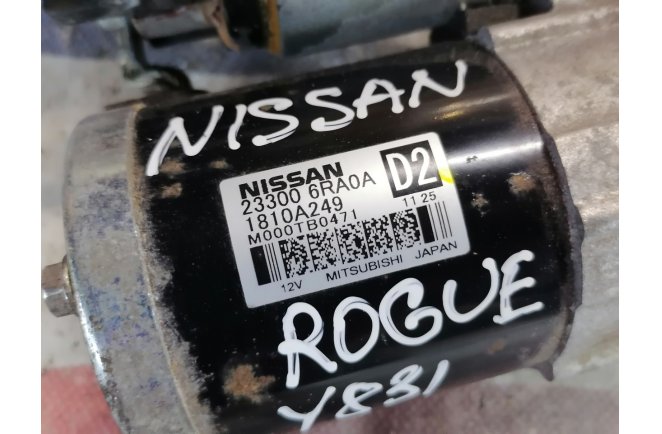 NISSAN
NISSAN D2
23300 6RA0A
1810A249
M000TB0471 11 25
12V MITSUBISHI JAPAN
ROGUE
Y831